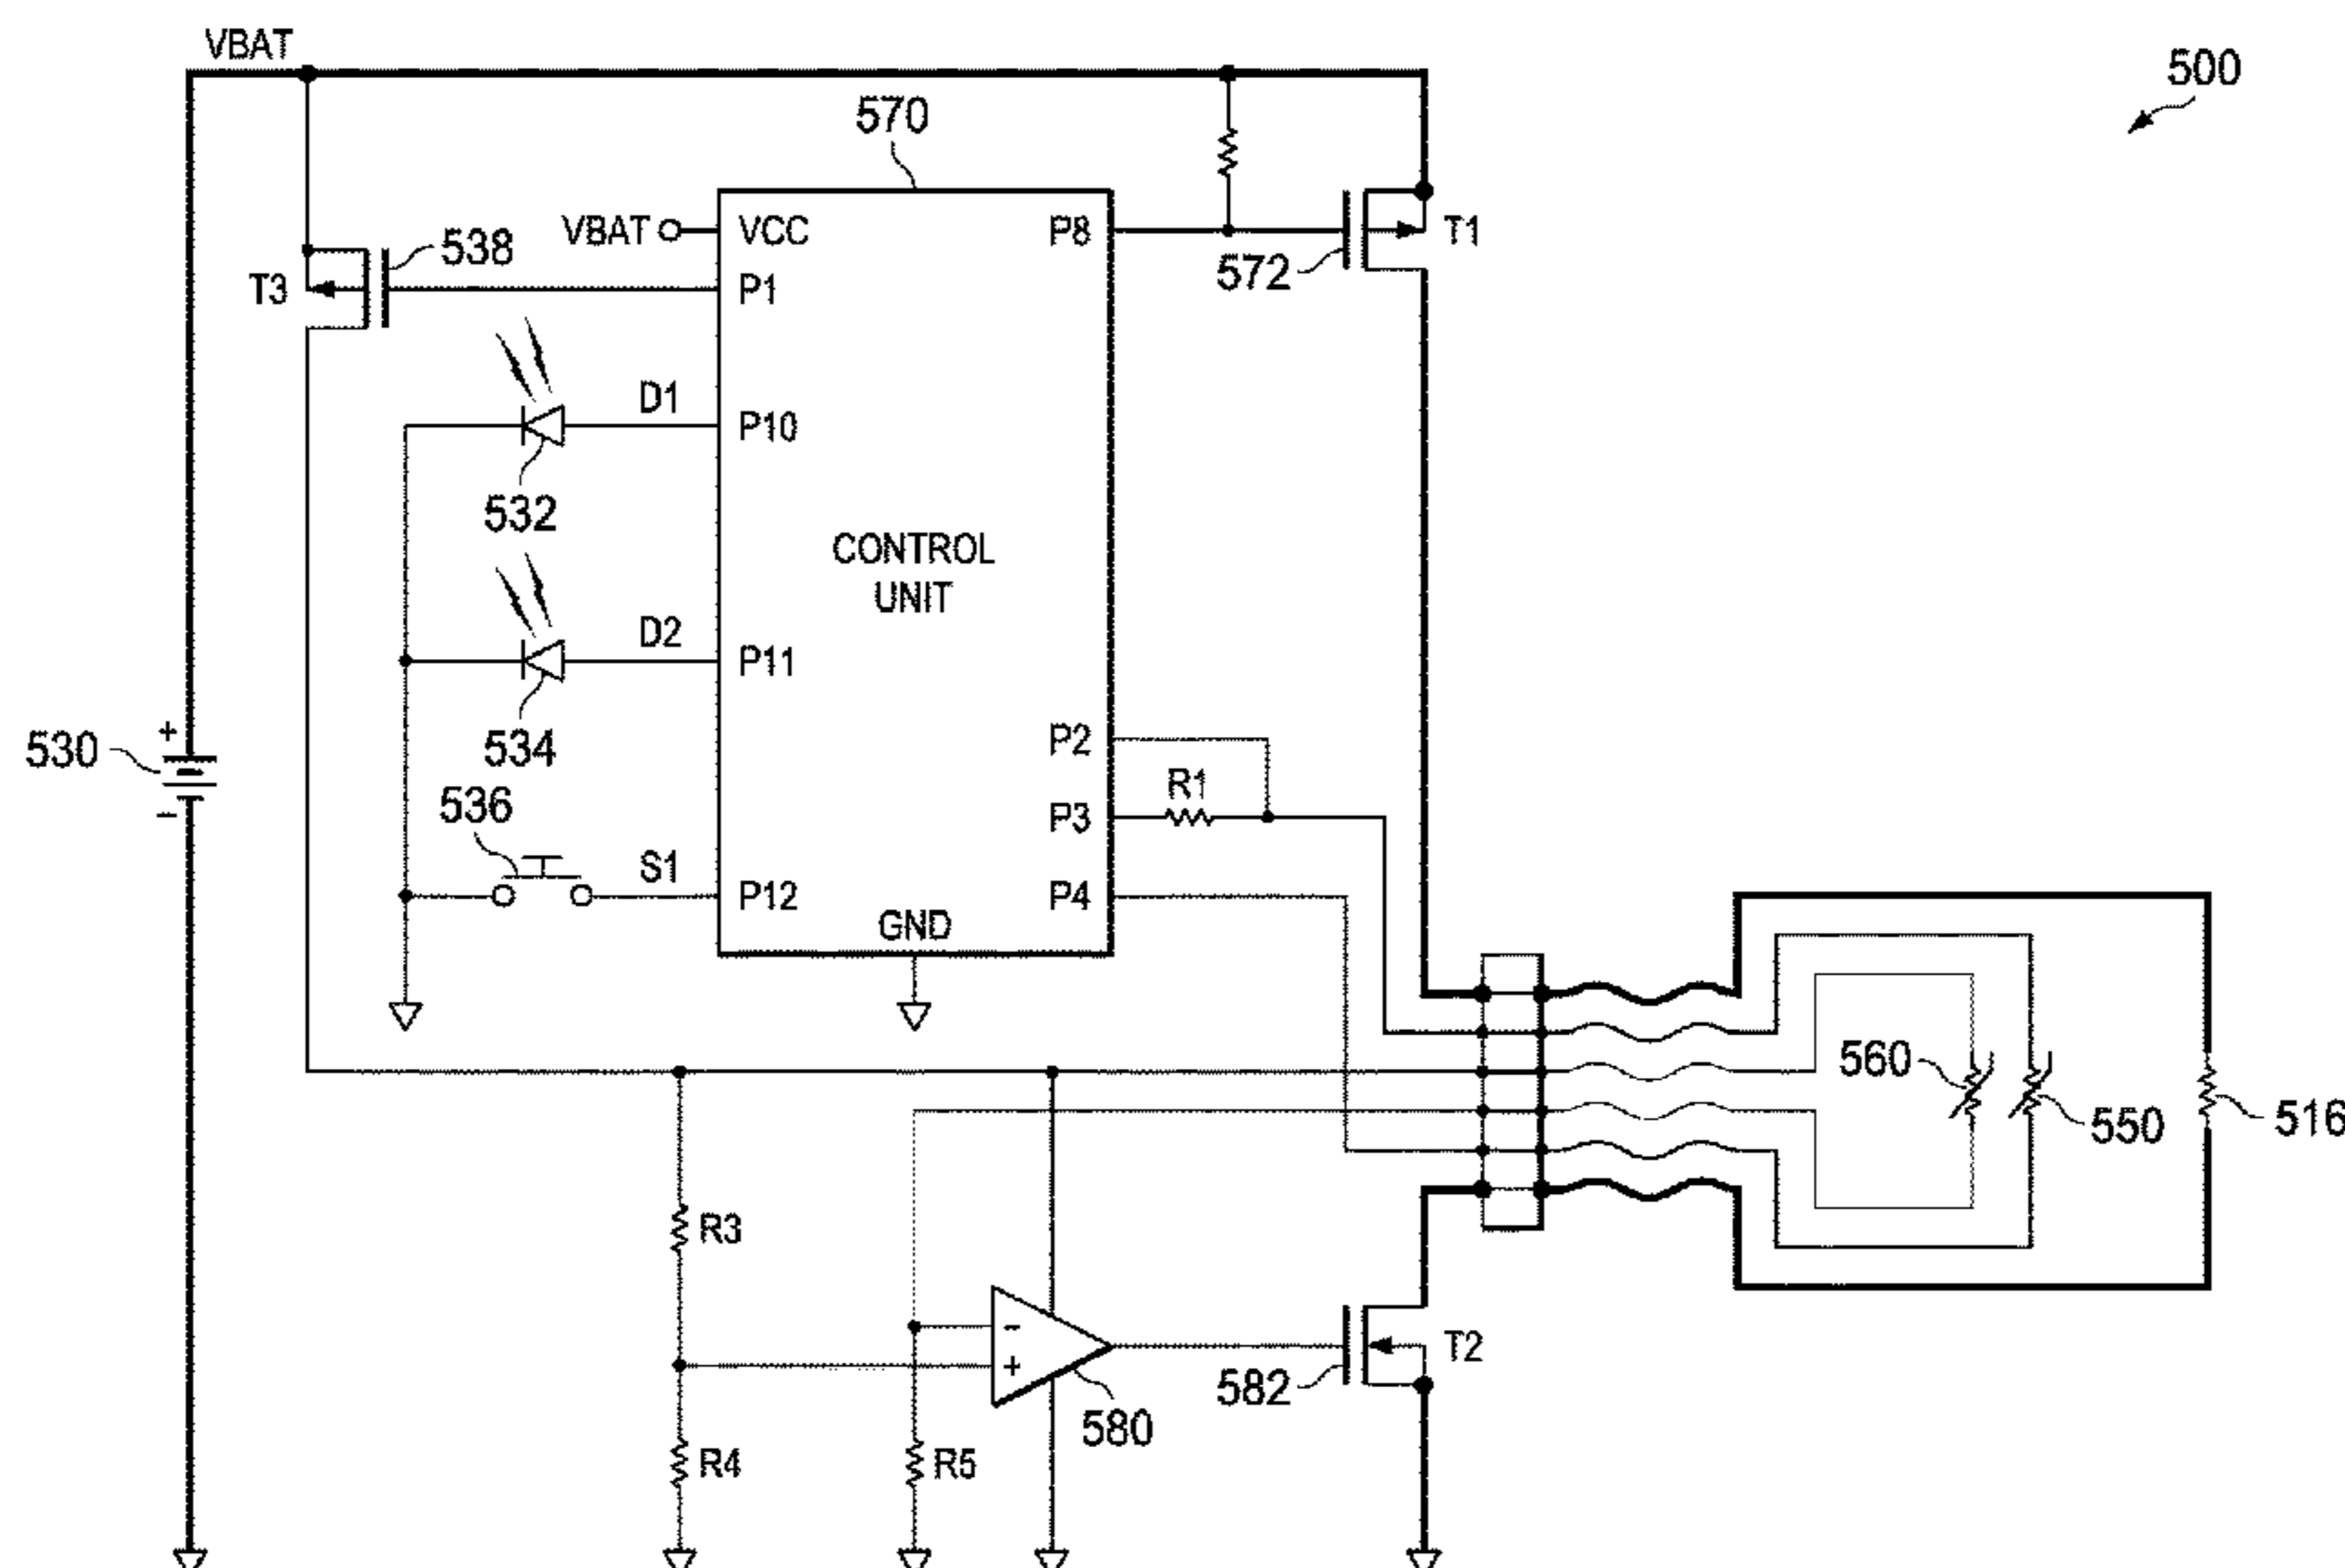 VBAT
500
570
VBAT
VCC
P8
538
T1
T3
P1
572
D1
P10
532
CONTROL
UNIT
D2
P11
P2
+
530
534
R1
536
P3
-
S1
P12
P4
GND
560
550
516
R3
-
T2
+
582
580
R4
R5